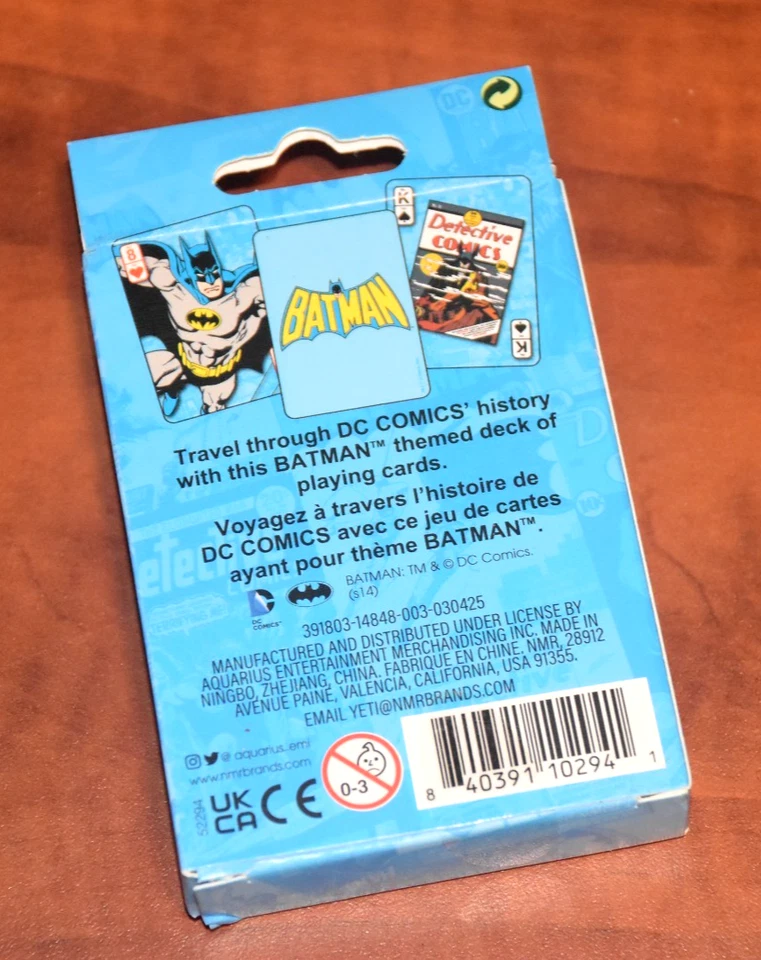 DC
8
BATMAN
K
Detective
COMICS
K
Travel through DC COMICS' history
with this BATMAN™ themed deck of
playing cards.
Voyagez à travers l'histoire de
DC COMICS avec ce jeu de cartes
ayant pour thème BATMAN™.
BATMAN: TM & © DC Comics.
(s14)
DC
COMICS™
391803-14848-003-030425
MANUFACTURED AND DISTRIBUTED UNDER LICENSE BY
AQUARIUS ENTERTAINMENT MERCHANDISING INC. MADE IN
NINGBO, ZHEJIANG, CHINA. FABRIQUE EN CHINE, NMR, 28912
AVENUE PAINE, VALENCIA, CALIFORNIA, USA 91355.
EMAIL YETI@NMRBRANDS.COM
@ aquarius_emi
www.nmrbrands.com
52294
UK
CA CE
0-3
8 40391 10294 1